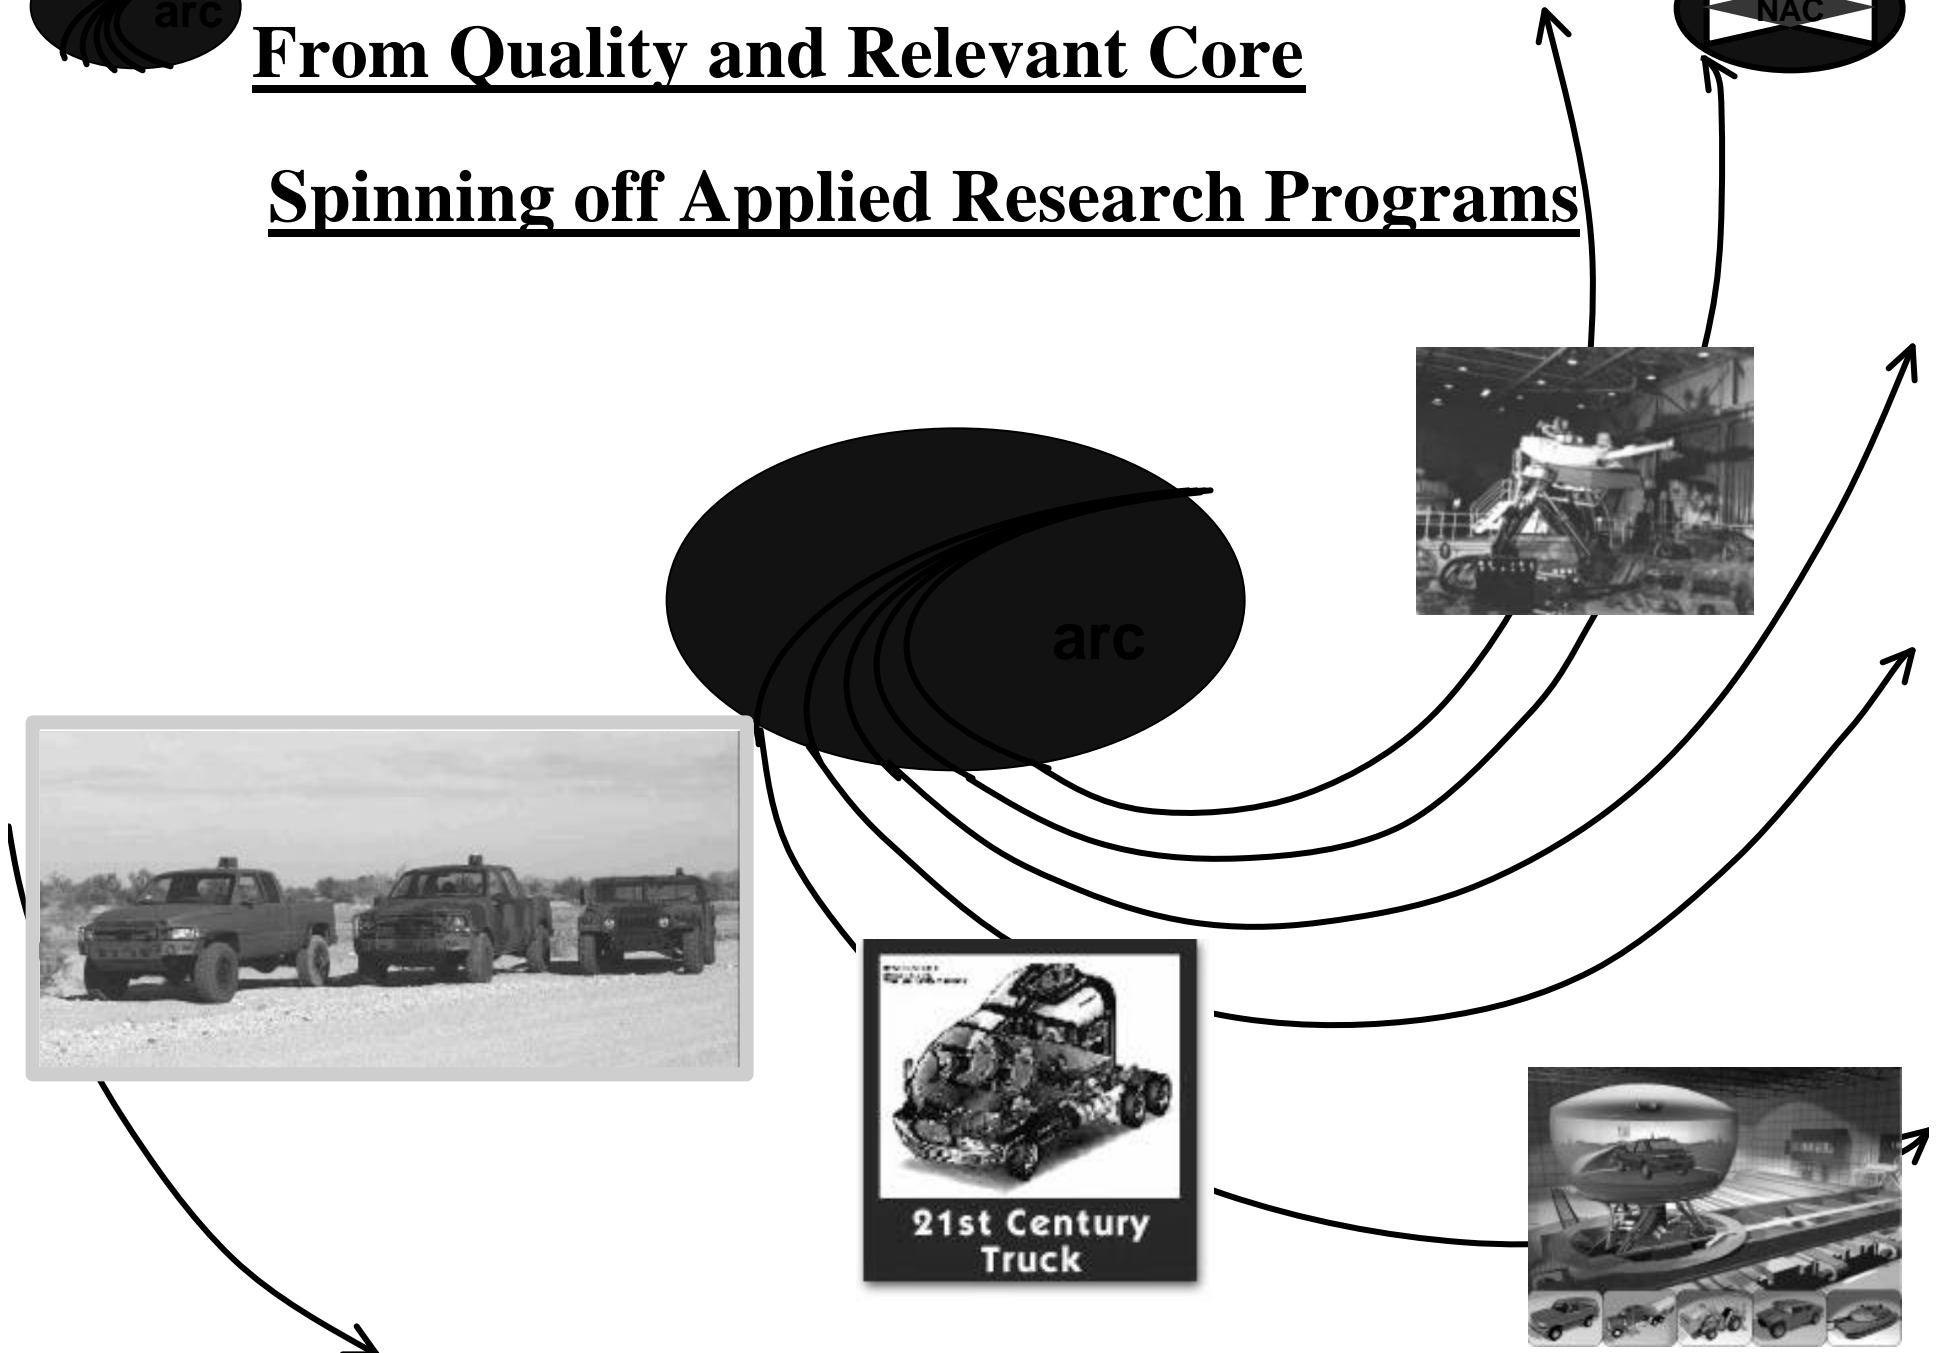 arc
NAC
From Quality and Relevant Core
Spinning off Applied Research Programs
arc
21st Century
Truck